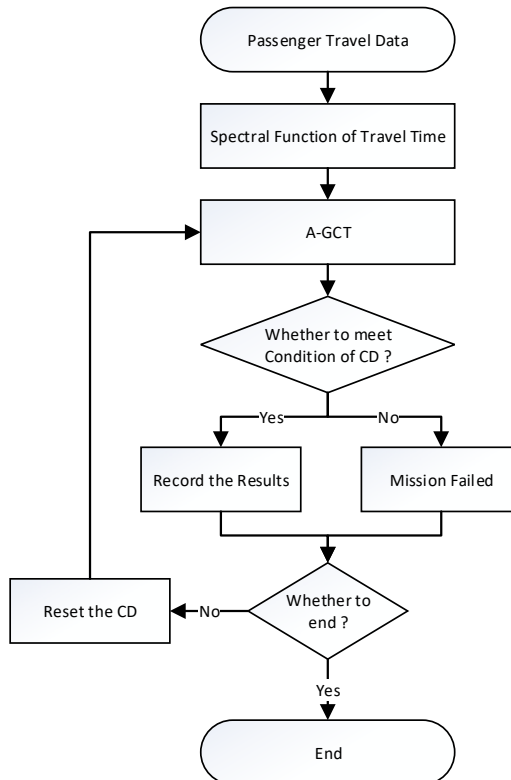 Passenger Travel Data
Spectral Function of Travel Time
A-GCT
Whether to meet
Condition of CD ?
Yes
No
Record the Results
Mission Failed
Reset the CD
No
Whether to
end ?
Yes
End